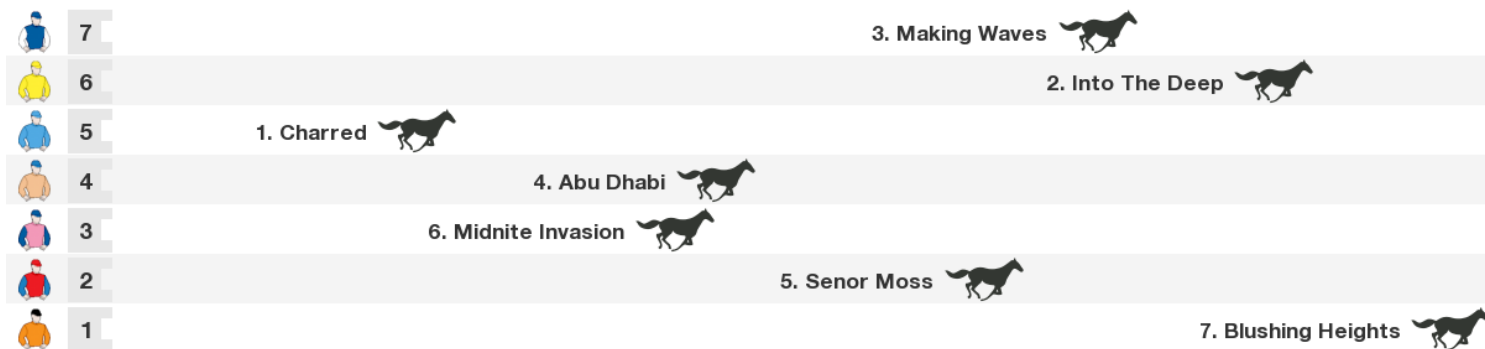 7 3. Making Waves
6 2. Into The Deep
5 1. Charred
4 4. Abu Dhabi
3 6. Midnite Invasion
2 5. Senor Moss
1 7. Blushing Heights